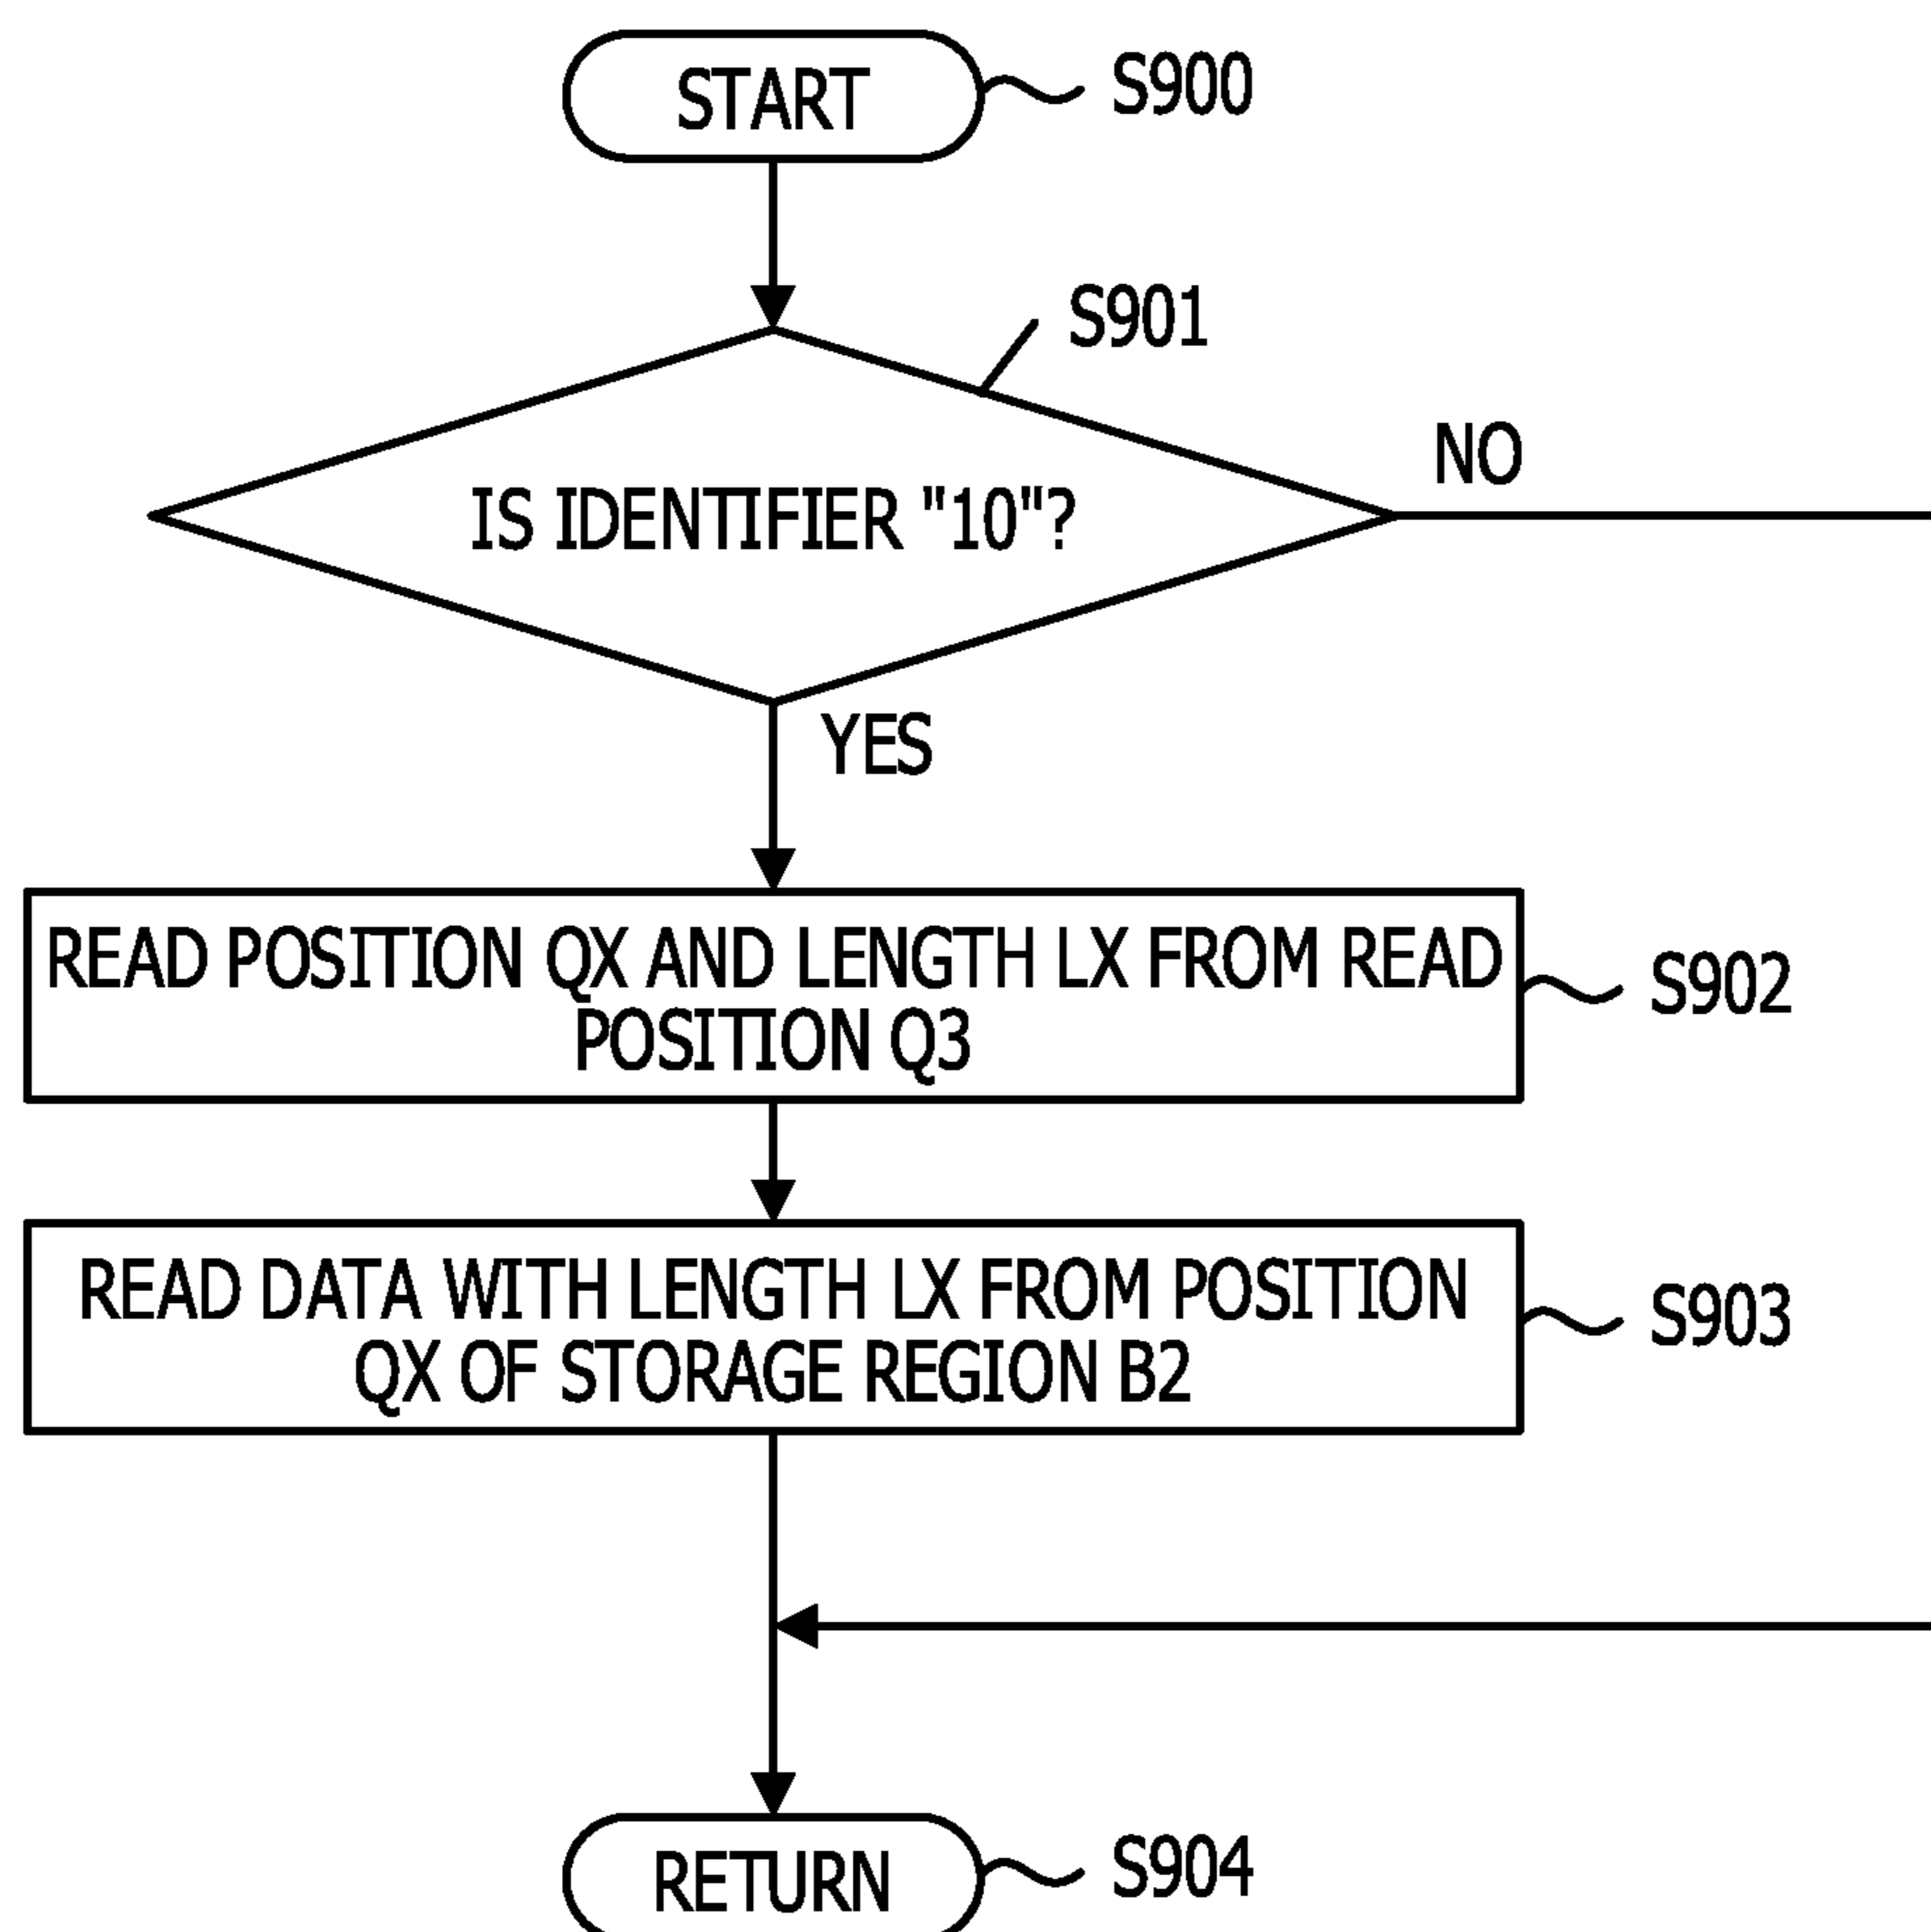 START
S900
S901
IS IDENTIFIER "10"?
NO
YES
READ POSITION QX AND LENGTH LX FROM READ
POSITION Q3
S902
READ DATA WITH LENGTH LX FROM POSITION
QX OF STORAGE REGION B2
S903
RETURN
S904